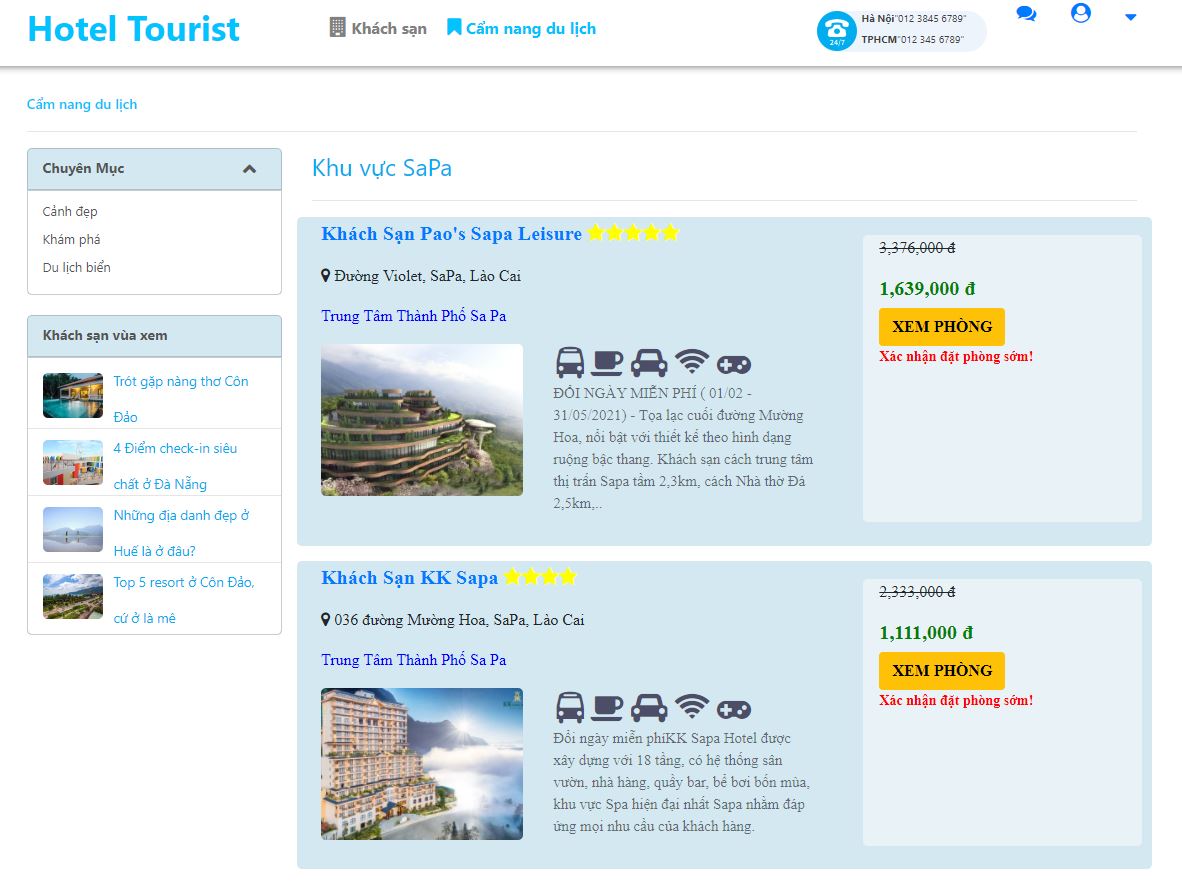 Hotel Tourist
Khách sạn
Cẩm nang du lịch
24/7
Hà Nội"012 3845 6789"
TPHCM"012 345 6789"
Cẩm nang du lịch
Chuyên Mục
Cảnh đẹp
Khám phá
Du lịch biển
Khách sạn vùa xem
Trót gặp nàng thơ Côn
Đảo
4 Điểm check-in siêu
chất ở Đà Nẵng
Những địa danh đẹp ở
Huế là ở đâu?
Top 5 resort ở Côn Đảo,
cứ ở là mê
Khu vực SaPa
Khách Sạn Pao's Sapa Leisure
Đường Violet, SaPa, Lào Cai
Trung Tâm Thành Phố Sa Pa
ĐỔI NGÀY MIỄN PHÍ ( 01/02 -
31/05/2021) - Tọa lạc cuối đường Mường
Hoa, nổi bật với thiết kế theo hình dạng
ruộng bậc thang. Khách sạn cách trung tâm
thị trấn Sapa tầm 2,3km, cách Nhà thờ Đá
2,5km,..
3,376,000 đ
1,639,000 đ
XEM PHÒNG
Xác nhận đặt phòng sớm!
Khách Sạn KK Sapa
036 đường Mường Hoa, SaPa, Lào Cai
Trung Tâm Thành Phố Sa Pa
Đổi ngày miễn phíKK Sapa Hotel được
xây dựng với 18 tầng, có hệ thống sân
vườn, nhà hàng, quầy bar, bể bơi bốn mùa,
khu vực Spa hiện đại nhất Sapa nhằm đáp
ứng mọi nhu cầu của khách hàng.
2,333,000 đ
1,111,000 đ
XEM PHÒNG
Xác nhận đặt phòng sớm!